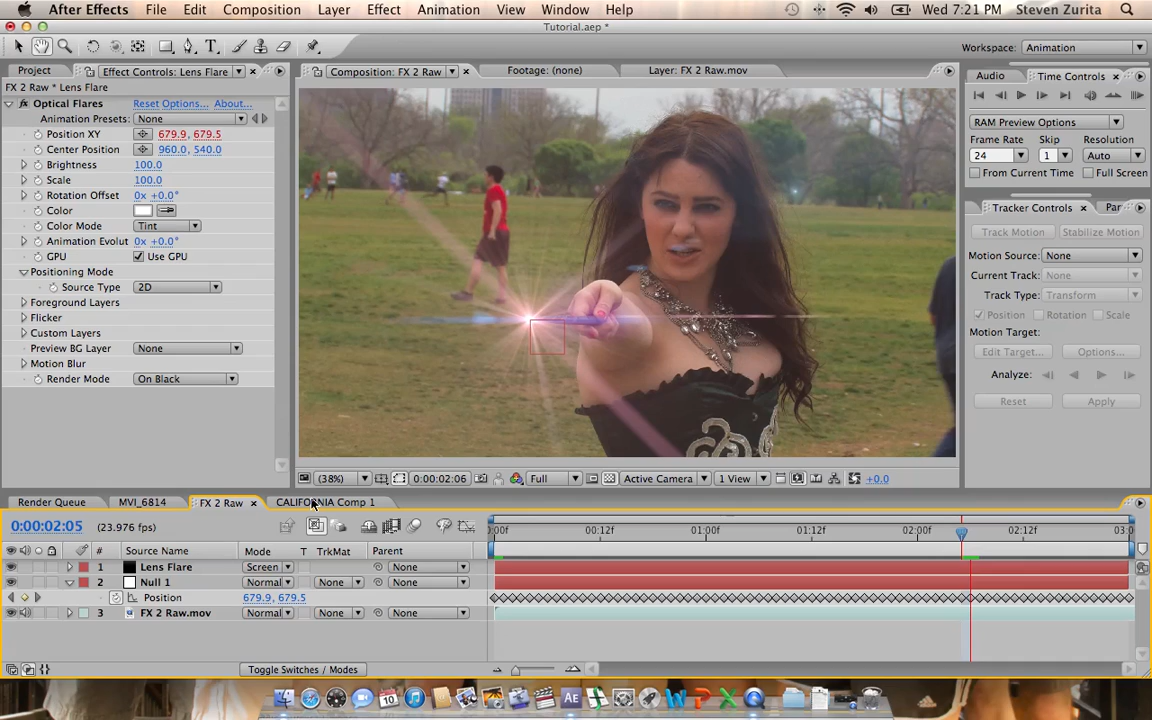 After Effects File Edit Composition Layer Effect Animation View Window Help Wed 7:21 PM Steven Zurita
Tutorial.aep *
Workspace: Animation
Project Effect Controls: Lens Flare Composition: FX 2 Raw Footage: (none) Layer: FX 2 Raw.mov Audio Time Controls
FX 2 Raw * Lens Flare
Optical Flares Reset Options... About...
Animation Presets: None
Position XY 679.9, 679.5
Center Position 960.0, 540.0
Brightness 100.0
Scale 100.0
Rotation Offset 0x +0.0°
Color
Color Mode Tint
Animation Evolut 0x +0.0°
GPU Use GPU
Positioning Mode
Source Type 2D
Foreground Layers
Flicker
Custom Layers
Preview BG Layer None
Motion Blur
Render Mode On Black
RAM Preview Options
Frame Rate Skip Resolution
24 1 Auto
From Current Time Full Screen
Tracker Controls Par
Track Motion Stabilize Motion
Motion Source: None
Current Track: None
Track Type: Transform
Position Rotation Scale
Motion Target:
Edit Target... Options...
Analyze:
Reset Apply
(38%) 0:00:02:06 Full Active Camera 1 View +0.0
Render Queue MVI_6814 FX 2 Raw CALIFORNIA Comp 1
0:00:02:05 (23.976 fps) :00f 00:12f 01:00f 01:12f 02:00f 02:12f 03:0
# Source Name Mode T TrkMat Parent
1 Lens Flare Screen None
2 Null 1 Normal None None
Position 679.9, 679.5
3 FX 2 Raw.mov Normal None None
Toggle Switches / Modes